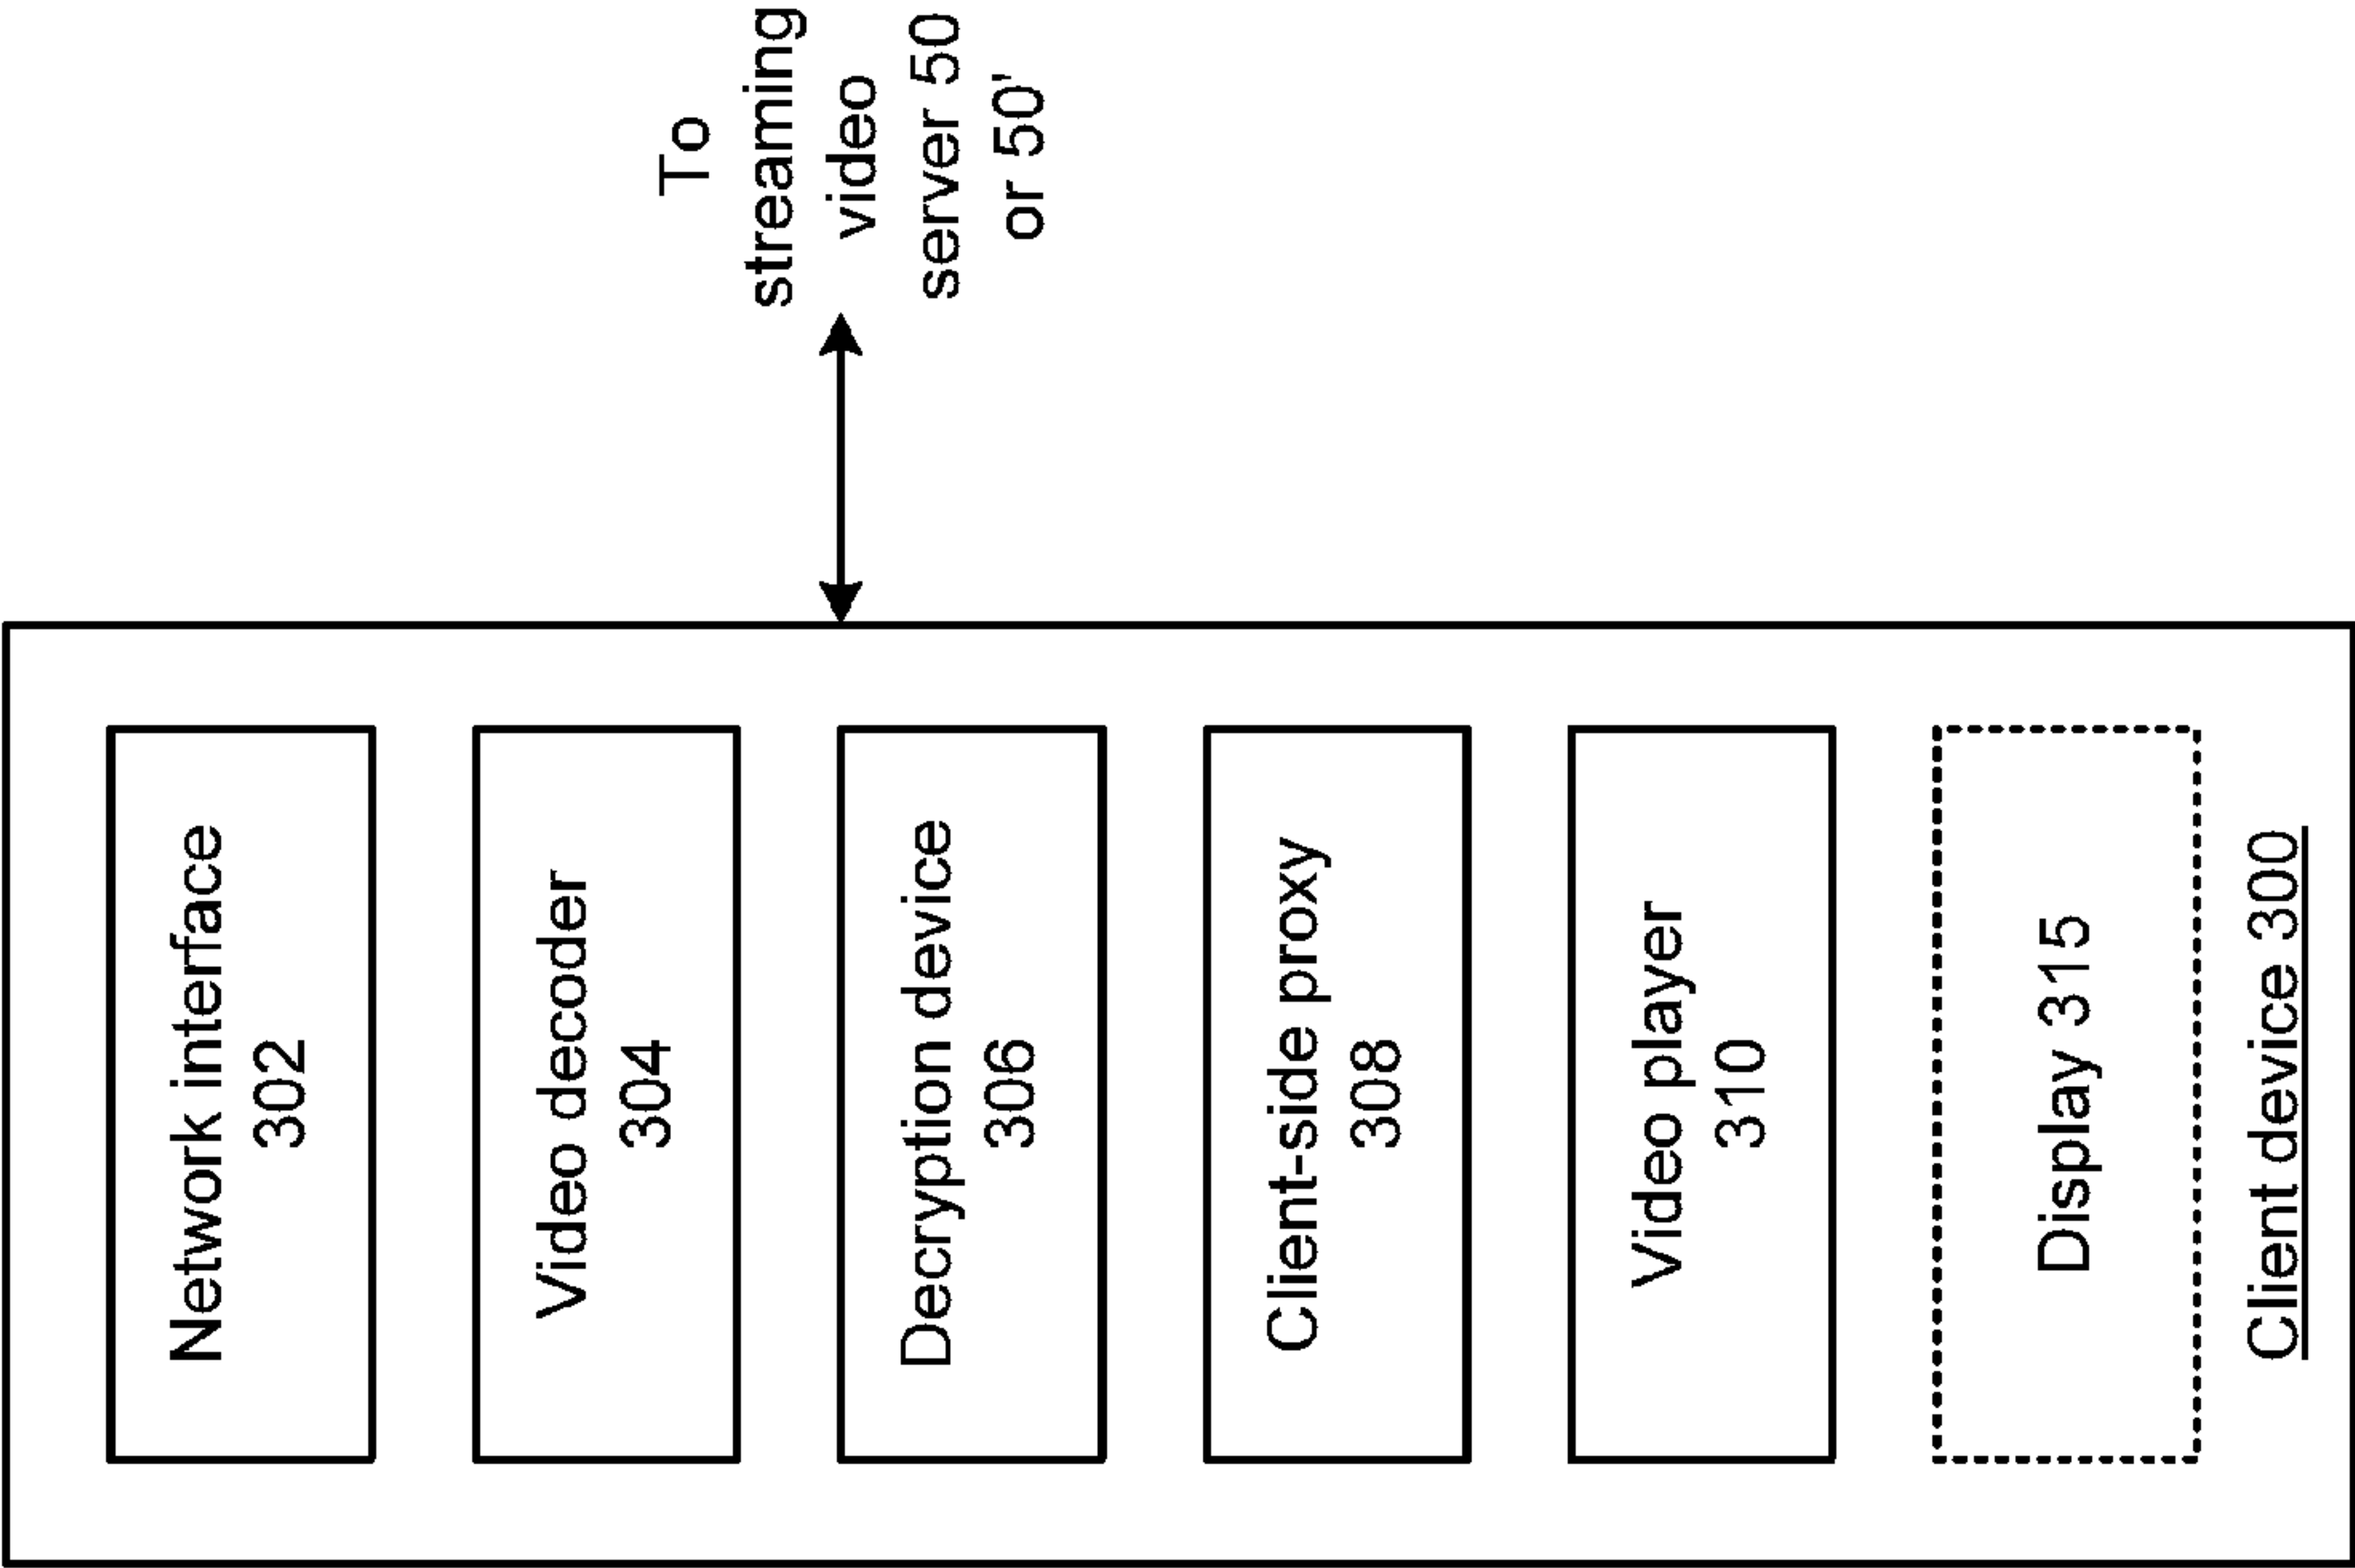 Network interface
302
Video decoder
304
Decryption device
306
Client-side proxy
308
Video player
310
Display 315
Client device 300
To
streaming
video
server 50
or 50'